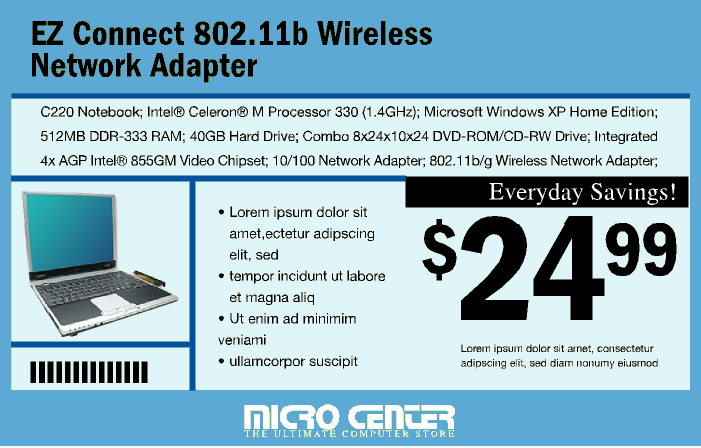 EZ Connect 802.11b Wireless
Network Adapter
C220 Notebook; Intel® Celeron® M Processor 330 (1.4GHz); Microsoft Windows XP Home Edition;
512MB DDR-333 RAM; 40GB Hard Drive; Combo 8x24x10x24 DVD-ROM/CD-RW Drive; Integrated
4x AGP Intel® 855GM Video Chipset; 10/100 Network Adapter; 802.11b/g Wireless Network Adapter;
• Lorem ipsum dolor sit
amet,ectetur adipscing
elit, sed
• tempor incidunt ut labore
et magna aliq
• Ut enim ad minimim
veniami
• ullamcorpor suscipit
Everyday Savings!
$24 99
Lorem ipsum dolor sit amet, consectetur
adipscing elit, sed diam nonumy eiusmod
MICRO CENTER
THE ULTIMATE COMPUTER STORE